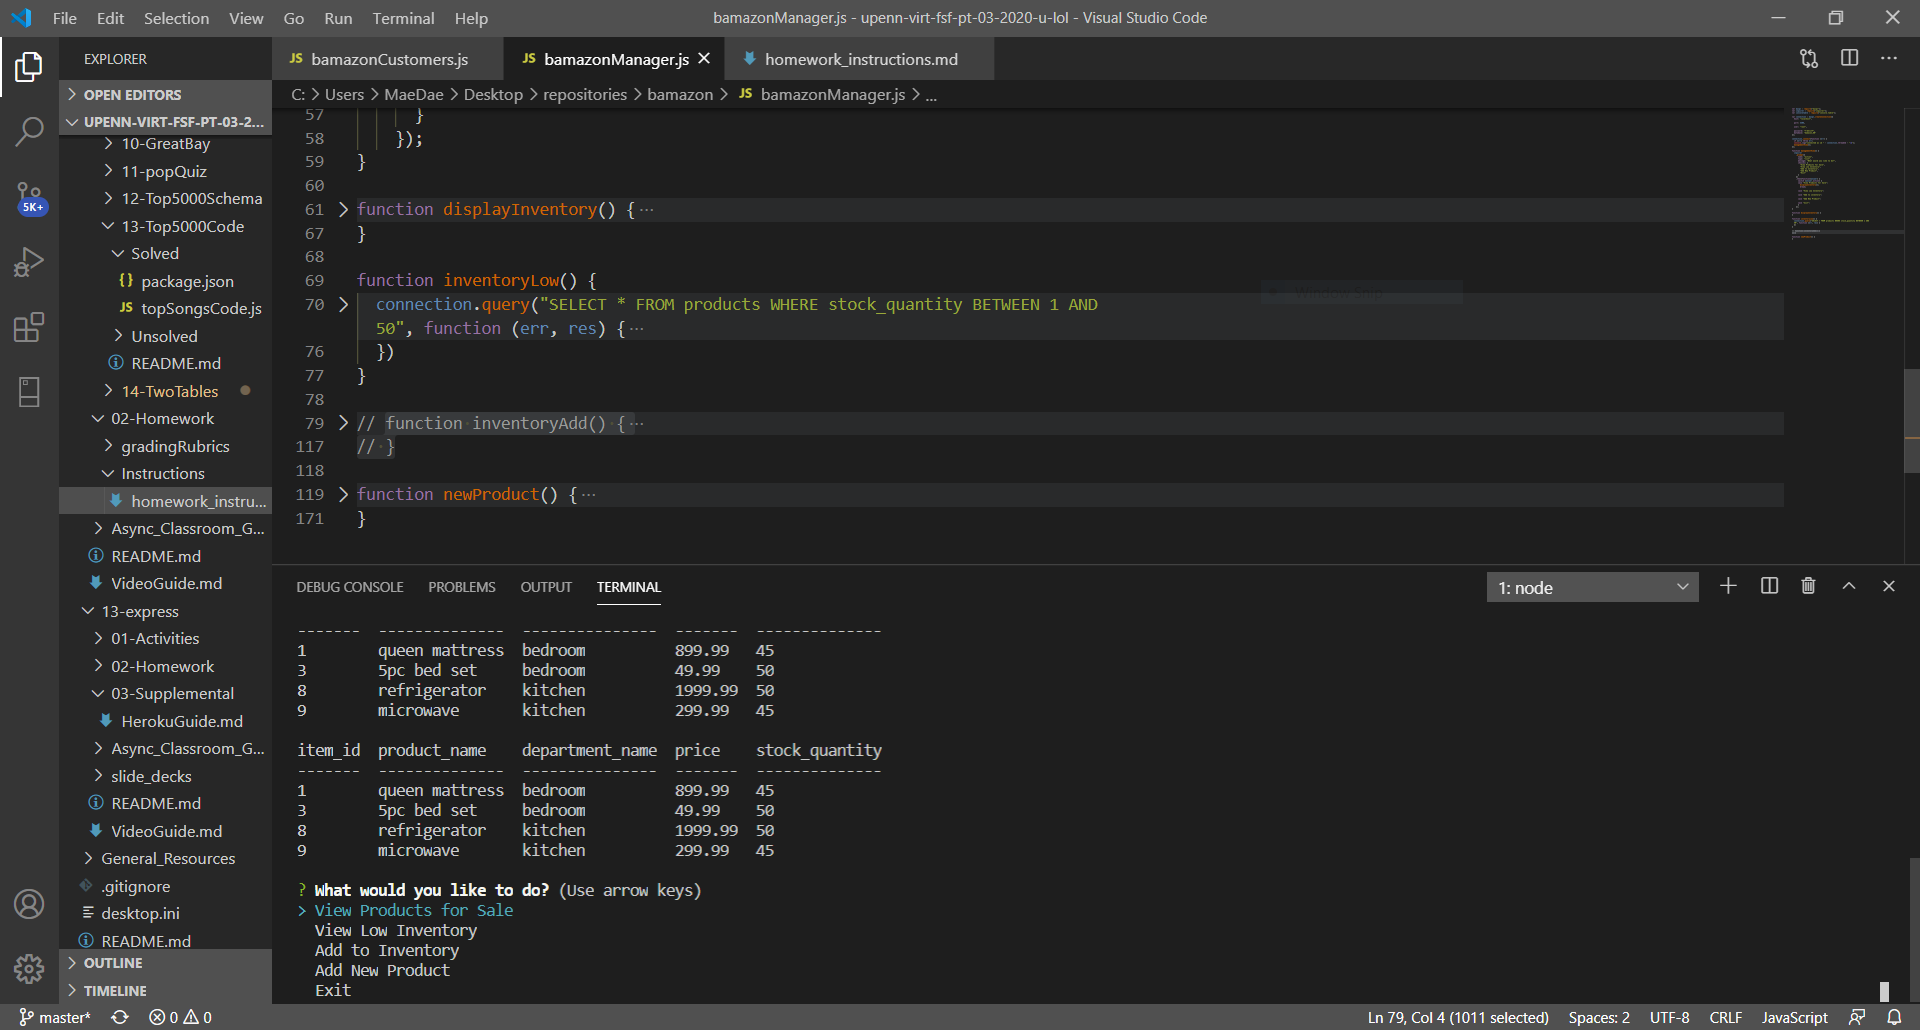 File Edit Selection View Go Run Terminal Help
bamazonManager.js - upenn-virt-fsf-pt-03-2020-u-lol - Visual Studio Code
EXPLORER
JS bamazonCustomers.js
JS bamazonManager.js
homework_instructions.md
C: > Users > MaeDae > Desktop > repositories > bamazon > JS bamazonManager.js > ...
OPEN EDITORS
UPENN-VIRT-FSF-PT-03-2...
10-GreatBay
11-popQuiz
12-Top5000Schema
13-Top5000Code
Solved
{} package.json
JS topSongsCode.js
Unsolved
README.md
14-TwoTables
02-Homework
gradingRubrics
Instructions
homework_instru...
Async_Classroom_G...
README.md
VideoGuide.md
13-express
01-Activities
02-Homework
03-Supplemental
HerokuGuide.md
Async_Classroom_G...
slide_decks
README.md
VideoGuide.md
General_Resources
.gitignore
desktop.ini
README.md
OUTLINE
TIMELINE
5K+
57 }
58 });
59 }
60
61 function displayInventory() { ...
67 }
68
69 function inventoryLow() {
70 connection.query("SELECT * FROM products WHERE stock_quantity BETWEEN 1 AND
50", function (err, res) { ...
76 })
77 }
78
79 // function inventoryAdd() { ...
117 // }
118
119 function newProduct() { ...
171 }
DEBUG CONSOLE PROBLEMS OUTPUT TERMINAL
1: node
------- -------------- --------------- ------- --------------
1 queen mattress bedroom 899.99 45
3 5pc bed set bedroom 49.99 50
8 refrigerator kitchen 1999.99 50
9 microwave kitchen 299.99 45
item_id product_name department_name price stock_quantity
------- -------------- --------------- ------- --------------
1 queen mattress bedroom 899.99 45
3 5pc bed set bedroom 49.99 50
8 refrigerator kitchen 1999.99 50
9 microwave kitchen 299.99 45
? What would you like to do? (Use arrow keys)
> View Products for Sale
View Low Inventory
Add to Inventory
Add New Product
Exit
master* 0 0
Ln 79, Col 4 (1011 selected) Spaces: 2 UTF-8 CRLF JavaScript